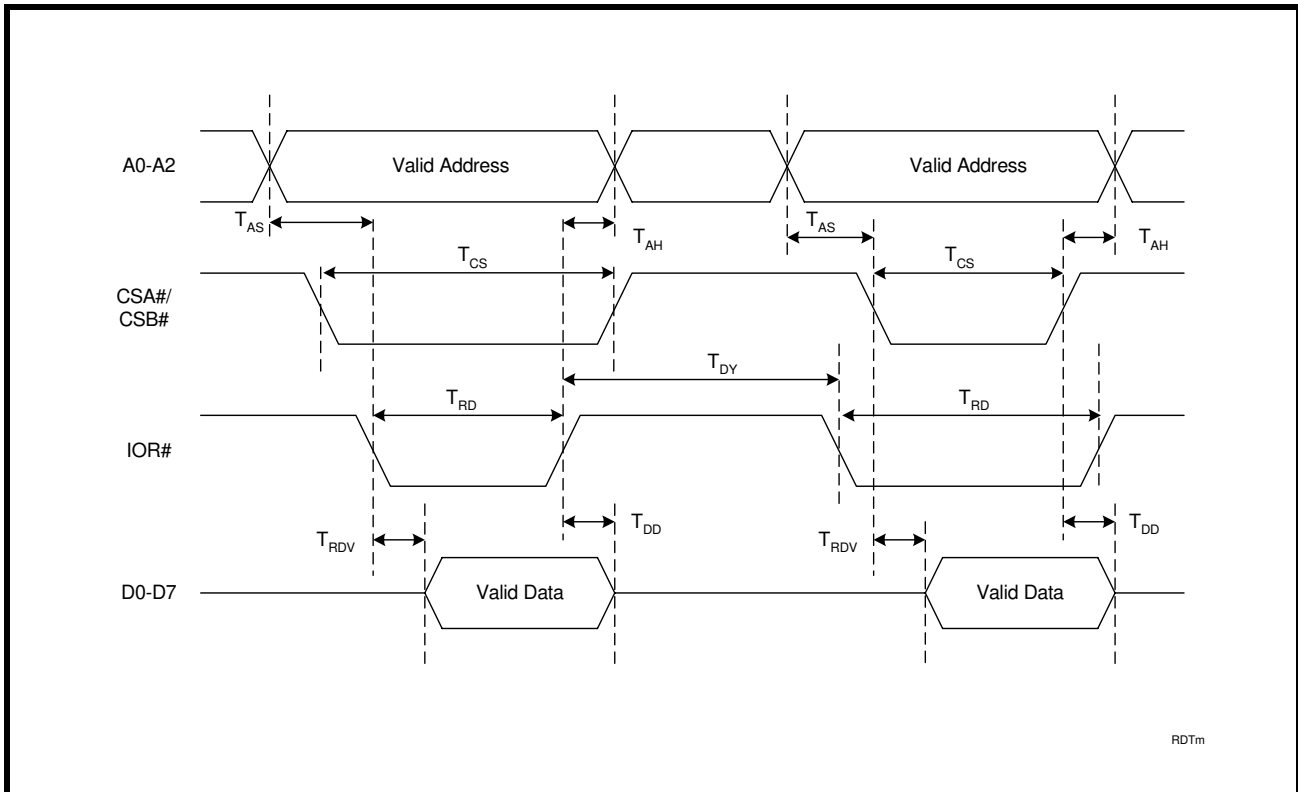 A0-A2
Valid Address
Valid Address
TAS
TAH
TAS
TAH
TCS
TCS
CSA#/
CSB#
TDY
TRD
TRD
IOR#
TRDV
TDD
TRDV
TDD
D0-D7
Valid Data
Valid Data
RDTm